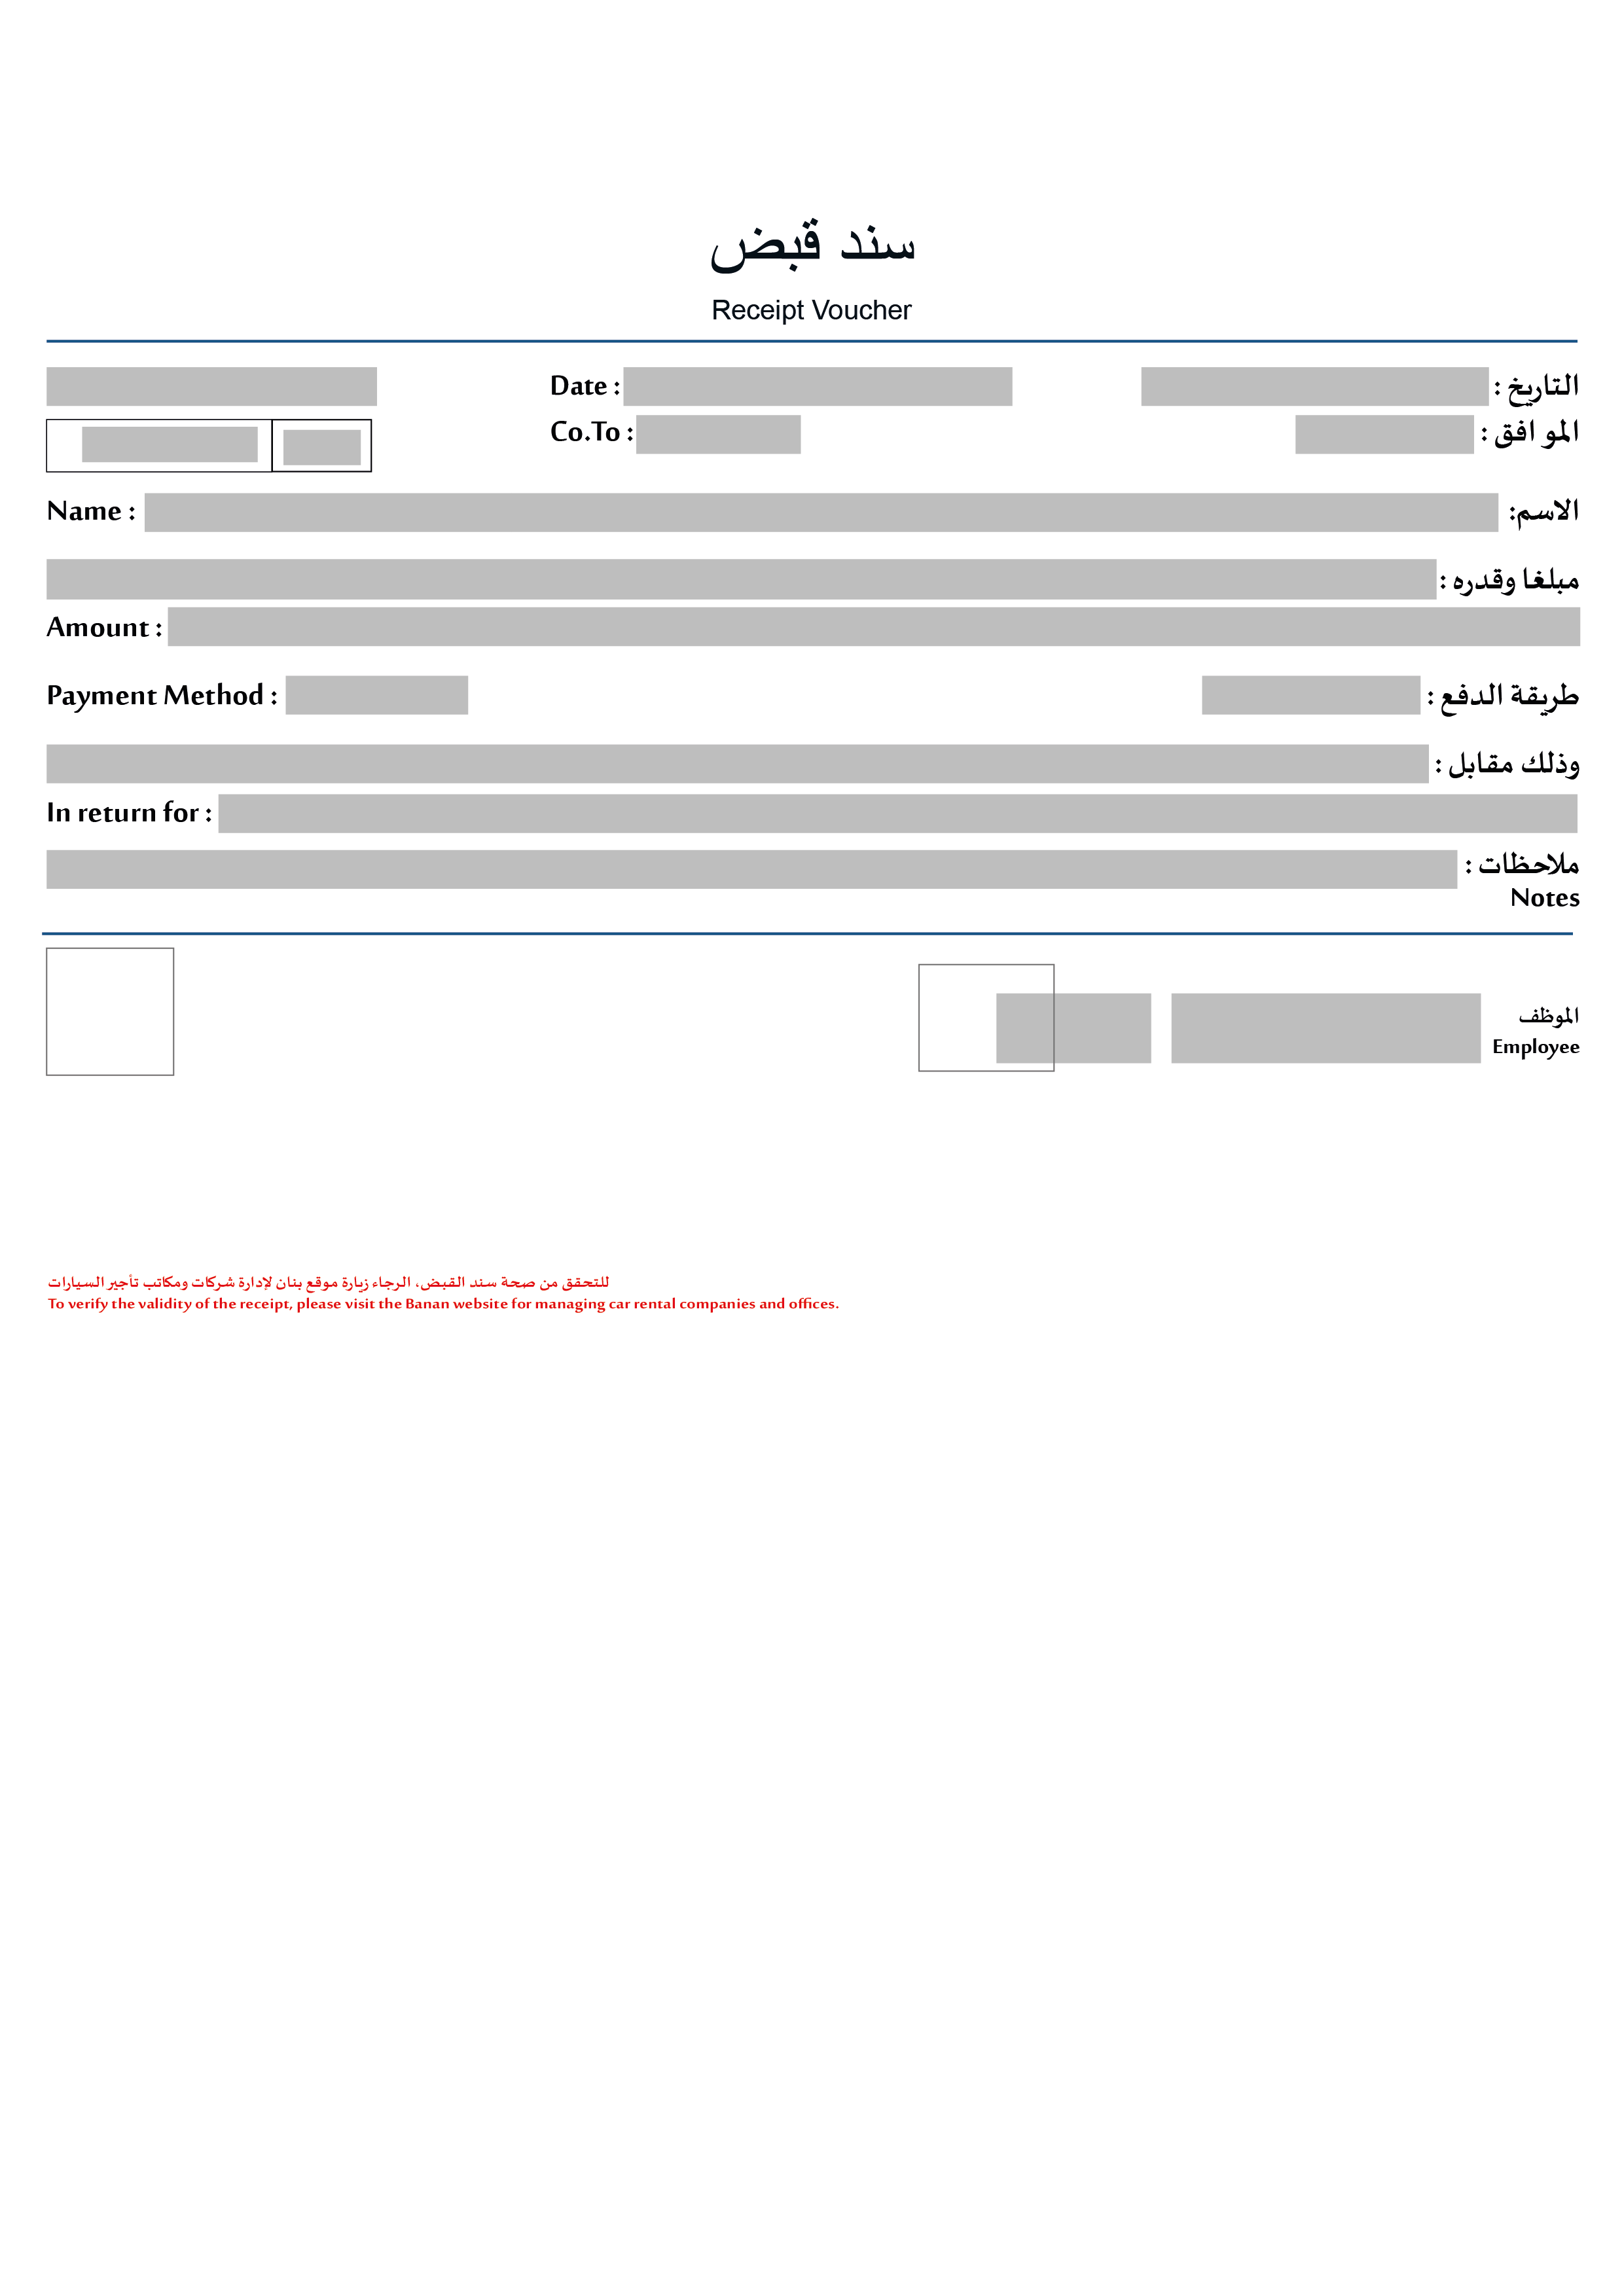 سند قبض
Receipt Voucher
التاريخ :
Date :
الموافق :
Co.To :
الاسم:
Name :
مبلغا وقدره :
Amount :
طريقة الدفع :
Payment Method :
وذلك مقابل :
In return for :
ملاحظات :
Notes
الموظف
Employee
للتحقق من صحة سند القبض، الرجاء زيارة موقع بنان لإدارة شركات ومكاتب تأجير السيارات
To verify the validity of the receipt, please visit the Banan website for managing car rental companies and offices.